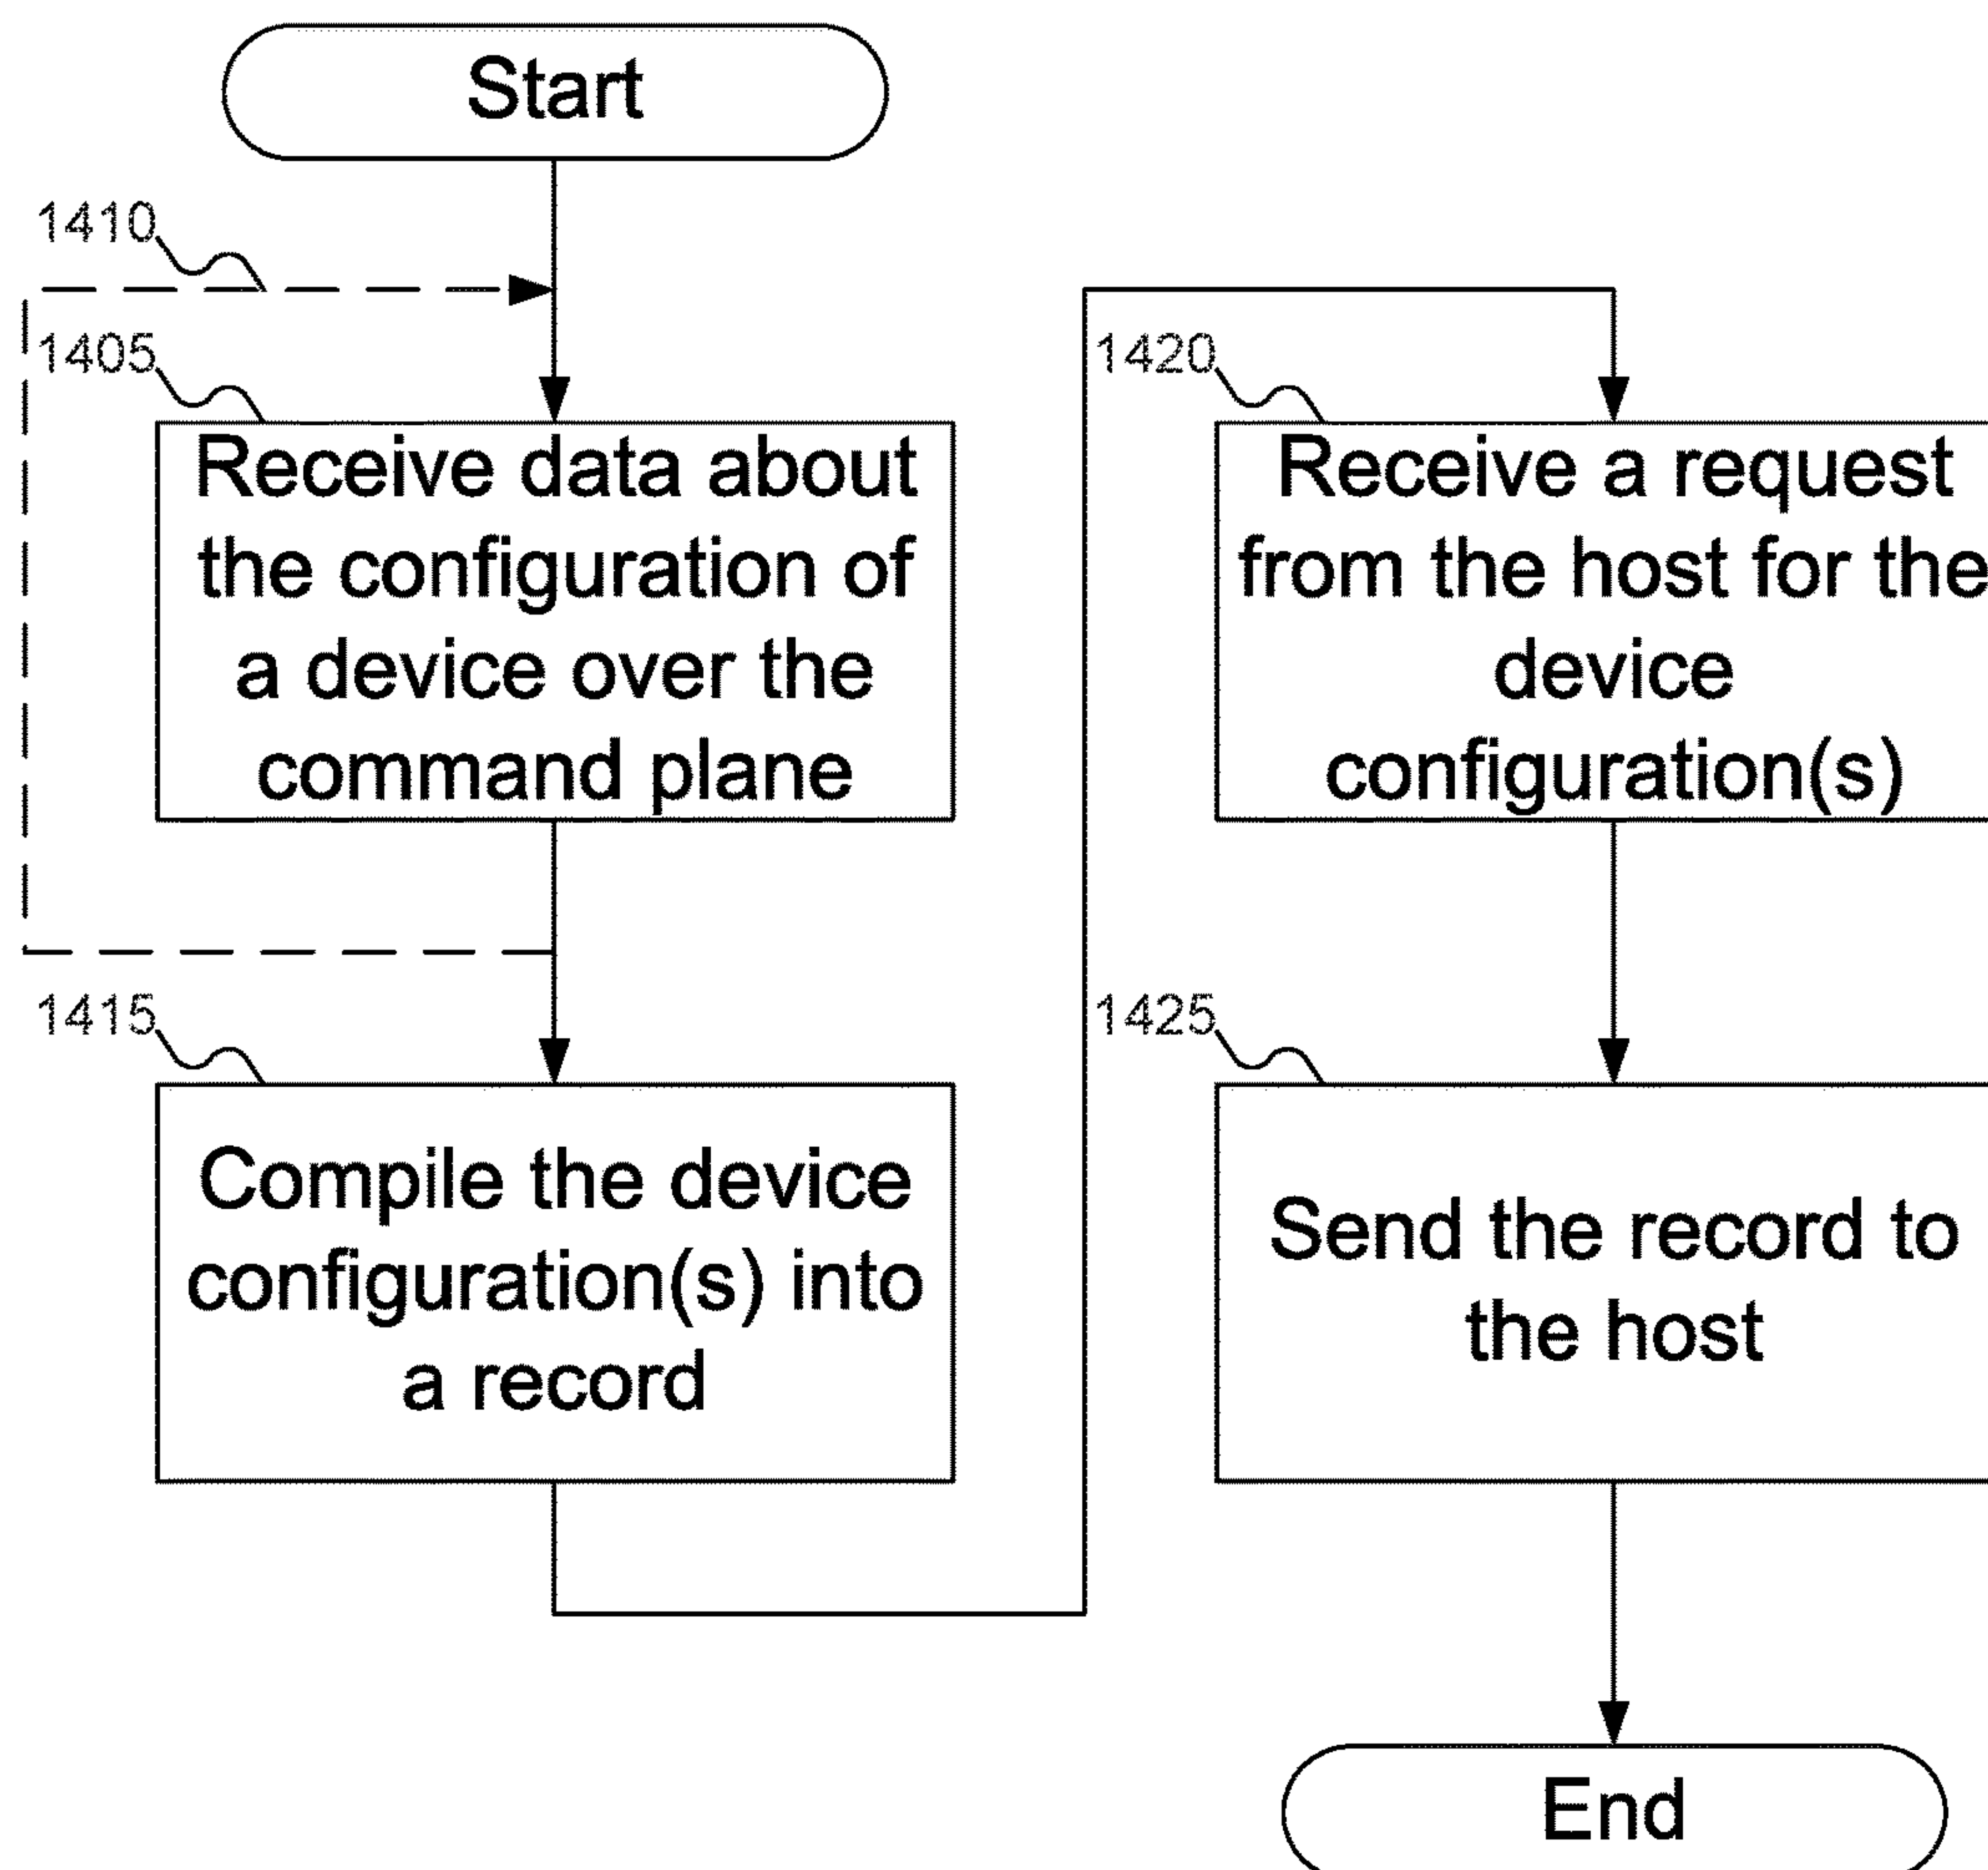 Start
1410
1405
Receive data about
the configuration of
a device over the
command plane
1415
Compile the device
configuration(s) into
a record
1420
Receive a request
from the host for the
device
configuration(s)
1425
Send the record to
the host
End